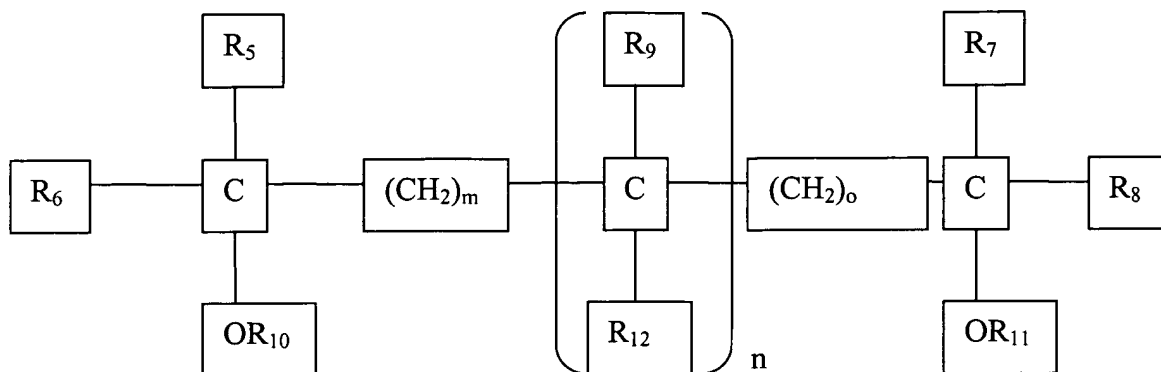 R₅ R₉ R₇
R₆ C (CH₂)ₘ C (CH₂)ₒ C R₈
OR₁₀ R₁₂ OR₁₁
n